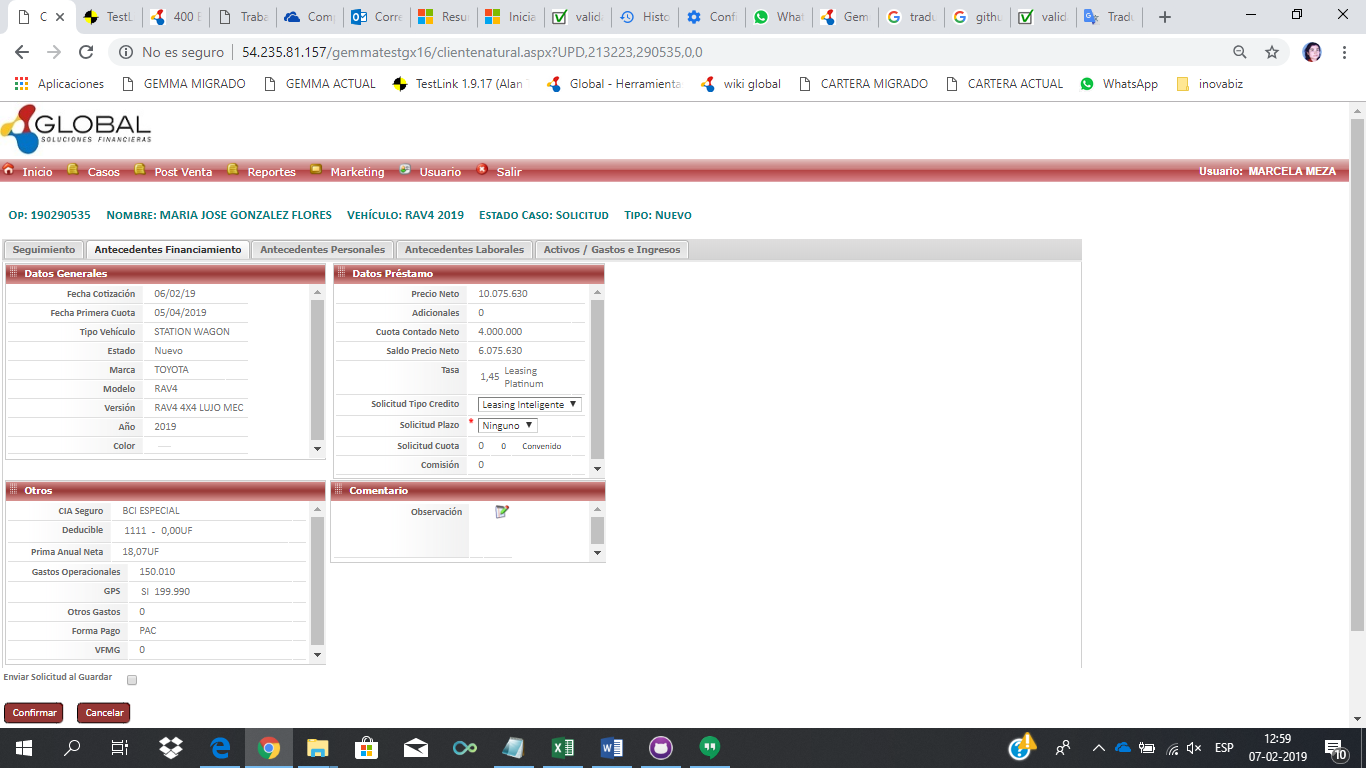 C
TestL
400 E
Traba
Com
Corre
Resu
Inicia
valid
Histo
Confi
What
Gem
tradu
githu
valid
Tradu
No es seguro 54.235.81.157/gemmatestgx16/clientenatural.aspx?UPD,213223,290535,0,0
Aplicaciones GEMMA MIGRADO GEMMA ACTUAL TestLink 1.9.17 (Alan Global - Herramienta wiki global CARTERA MIGRADO CARTERA ACTUAL WhatsApp inovabiz
GLOBAL
SOLUCIONES FINANCIERAS
Inicio Casos Post Venta Reportes Marketing Usuario Salir Usuario: MARCELA MEZA
OP: 190290535 NOMBRE: MARIA JOSE GONZALEZ FLORES VEHÍCULO: RAV4 2019 ESTADO CASO: SOLICITUD TIPO: NUEVO
Seguimiento Antecedentes Financiamiento Antecedentes Personales Antecedentes Laborales Activos / Gastos e Ingresos
Datos Generales
Fecha Cotización 06/02/19
Fecha Primera Cuota 05/04/2019
Tipo Vehículo STATION WAGON
Estado Nuevo
Marca TOYOTA
Modelo RAV4
Versión RAV4 4X4 LUJO MEC
Año 2019
Color ----
Datos Préstamo
Precio Neto 10.075.630
Adicionales 0
Cuota Contado Neto 4.000.000
Saldo Precio Neto 6.075.630
Tasa 1,45 Leasing
Platinum
Solicitud Tipo Credito Leasing Inteligente
Solicitud Plazo * Ninguno
Solicitud Cuota 0 0 Convenido
Comisión 0
Otros
CIA Seguro BCI ESPECIAL
Deducible 1111 - 0,00UF
Prima Anual Neta 18,07UF
Gastos Operacionales 150.010
GPS SI 199.990
Otros Gastos 0
Forma Pago PAC
VFMG 0
Comentario
Observación
Enviar Solicitud al Guardar
Confirmar Cancelar
ESP
12:59
07-02-2019
10